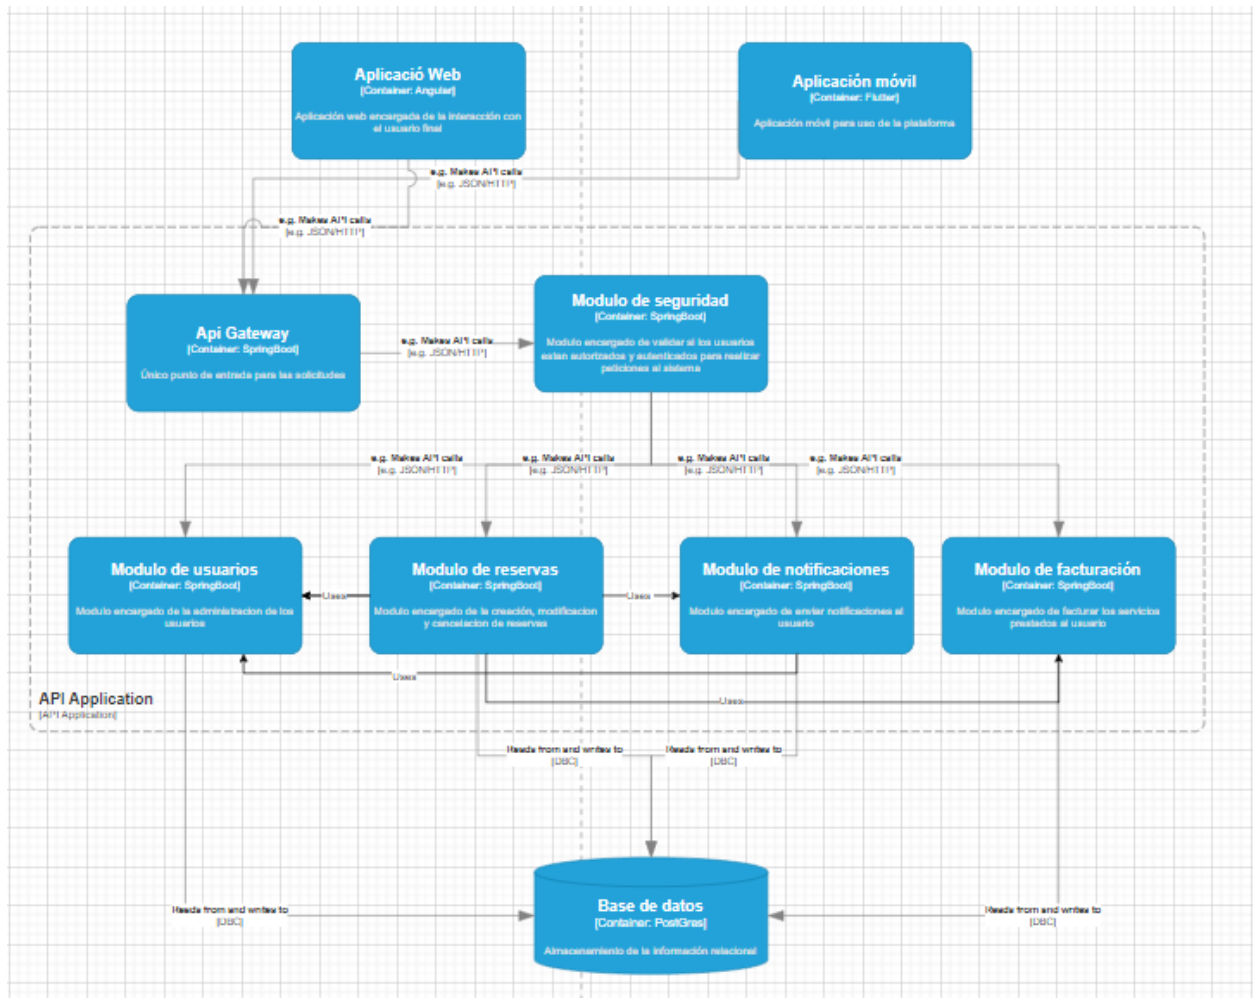 Aplicació Web
[Container: Angular]
Aplicación web encargada de la interacción con
el usuario final
Aplicación móvil
[Container: Flutter]
Aplicación móvil para uso de la plataforma
e.g. Makes API calls
[e.g. JSON/HTTP]
e.g. Makes API calls
[e.g. JSON/HTTP]
Api Gateway
[Container: SpringBoot]
Único punto de entrada para las solicitudes
e.g. Makes API calls
[e.g. JSON/HTTP]
Modulo de seguridad
[Container: SpringBoot]
Modulo encargado de validar si los usuarios
estan autorizados y autenticados para realizar
peticiones al sistema
e.g. Makes API calls
[e.g. JSON/HTTP]
e.g. Makes API calls
[e.g. JSON/HTTP]
e.g. Makes API calls
[e.g. JSON/HTTP]
e.g. Makes API calls
[e.g. JSON/HTTP]
Modulo de usuarios
[Container: SpringBoot]
Modulo encargado de la administracion de los
usuarios
Uses
Modulo de reservas
[Container: SpringBoot]
Modulo encargado de la creación, modificacion
y cancelacion de reservas
Uses
Modulo de notificaciones
[Container: SpringBoot]
Modulo encargado de enviar notificaciones al
usuario
Modulo de facturación
[Container: SpringBoot]
Modulo encargado de facturar los servicios
prestados al usuario
Uses
Uses
API Application
[API Application]
Reads from and writes to
[DBC]
Reads from and writes to
[DBC]
Reads from and writes to
[DBC]
Base de datos
[Container: PostGres]
Almacenamiento de la información relacional
Reads from and writes to
[DBC]